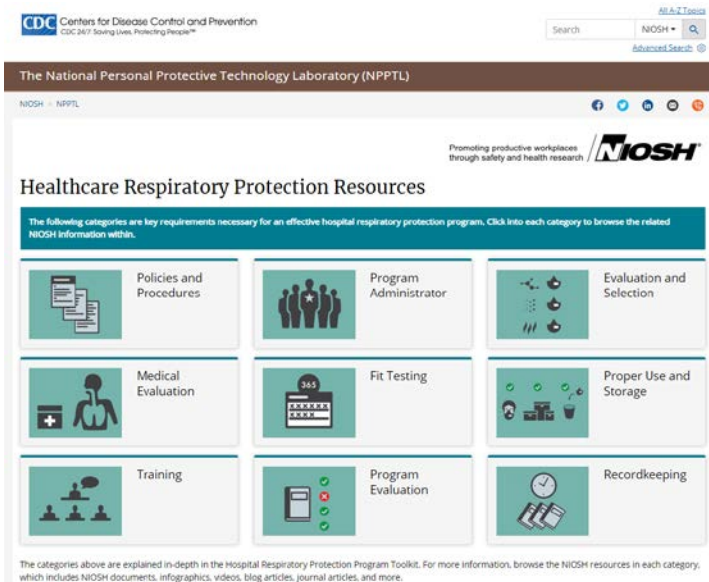 All A-Z Topics
CDC Centers for Disease Control and Prevention
CDC 24/7: Saving Lives, Protecting People™
Search
NIOSH
Advanced Search
The National Personal Protective Technology Laboratory (NPPTL)
NIOSH > NPPTL
Promoting productive workplaces
through safety and health research
NIOSH
Healthcare Respiratory Protection Resources
The following categories are key requirements necessary for an effective hospital respiratory protection program. Click into each category to browse the related
NIOSH information within.
Policies and
Procedures
Program
Administrator
Evaluation and
Selection
Medical
Evaluation
365
XXXXXX
XXXX
Fit Testing
Proper Use and
Storage
Training
Program
Evaluation
Recordkeeping
The categories above are explained in-depth in the Hospital Respiratory Protection Program Toolkit. For more information, browse the NIOSH resources in each category,
which includes NIOSH documents, infographics, videos, blog articles, journal articles, and more.